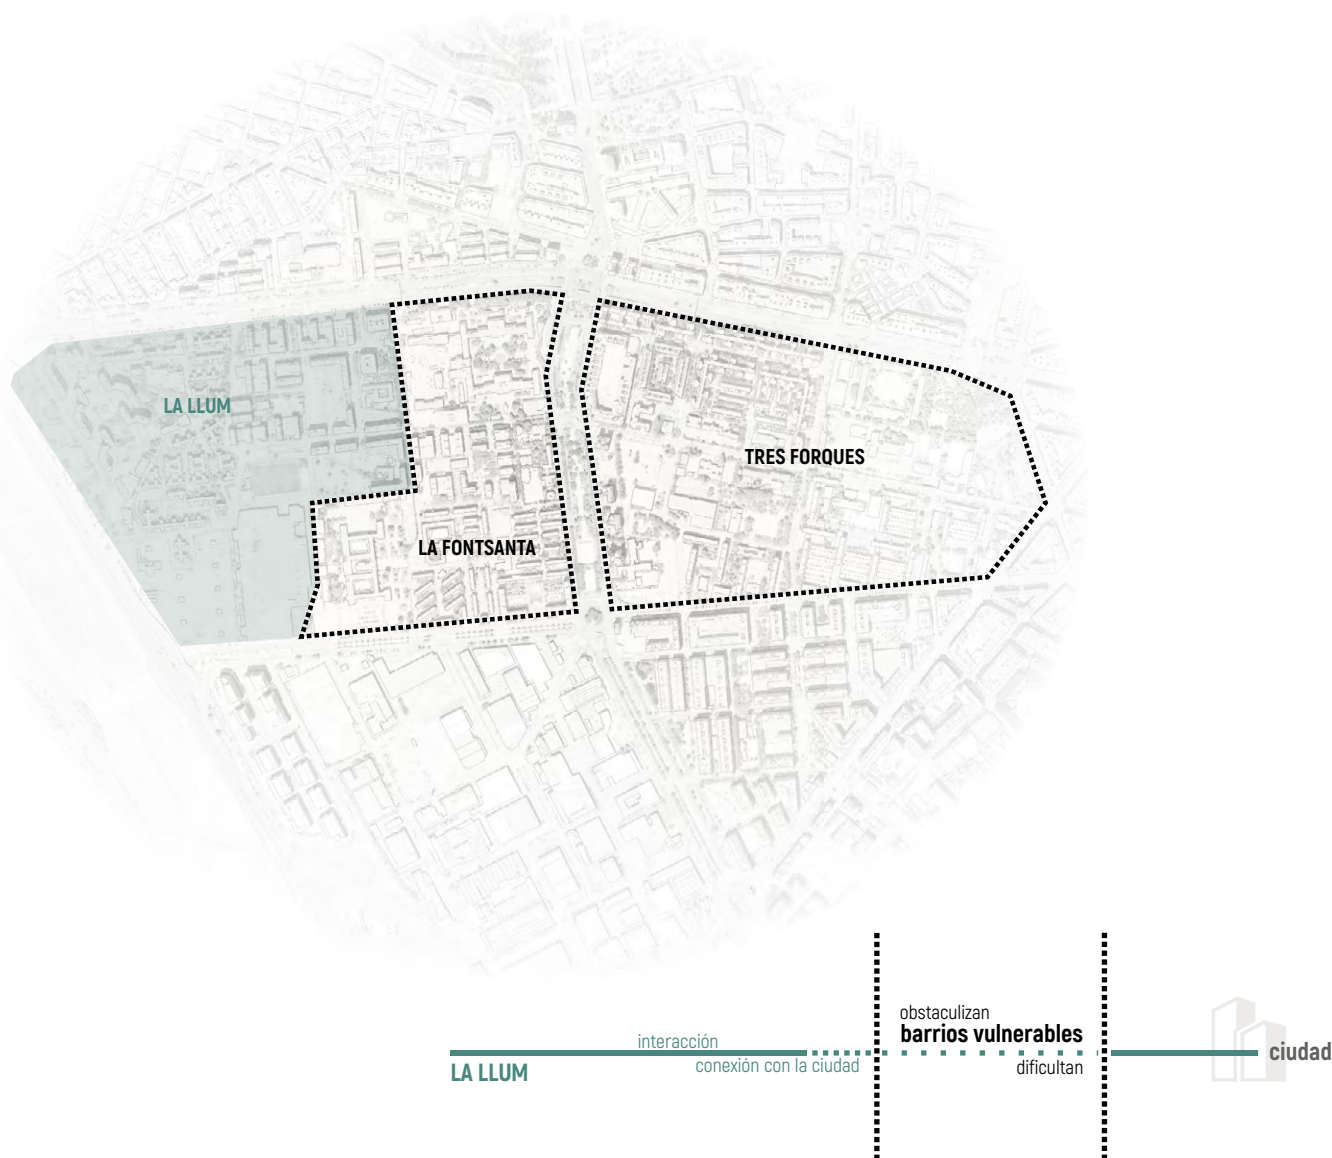 LA LLUM
TRES FORQUES
LA FONTSANTA
obstaculizan
barrios vulnerables
interacción
ciudad
conexión con la ciudad
dificultan
LA LLUM